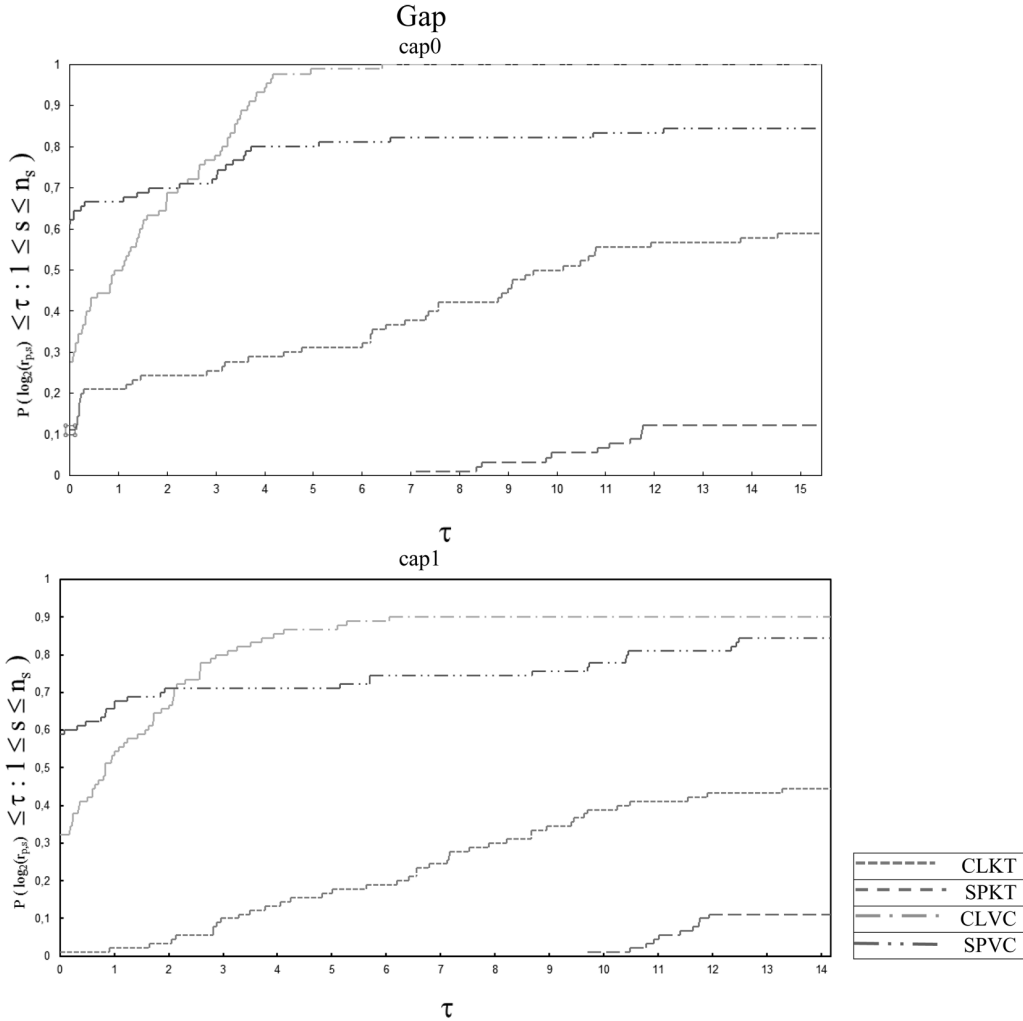 Gap
cap0
P(log2(rp,s) ≤ τ : 1 ≤ s ≤ ns)
1
0,9
0,8
0,7
0,6
0,5
0,4
0,3
0,2
0,1
0
0 1 2 3 4 5 6 7 8 9 10 11 12 13 14 15
τ
cap1
P(log2(rp,s) ≤ τ : 1 ≤ s ≤ ns)
1
0,9
0,8
0,7
0,6
0,5
0,4
0,3
0,2
0,1
0
0 1 2 3 4 5 6 7 8 9 10 11 12 13 14
τ
CLKT
SPKT
CLVC
SPVC